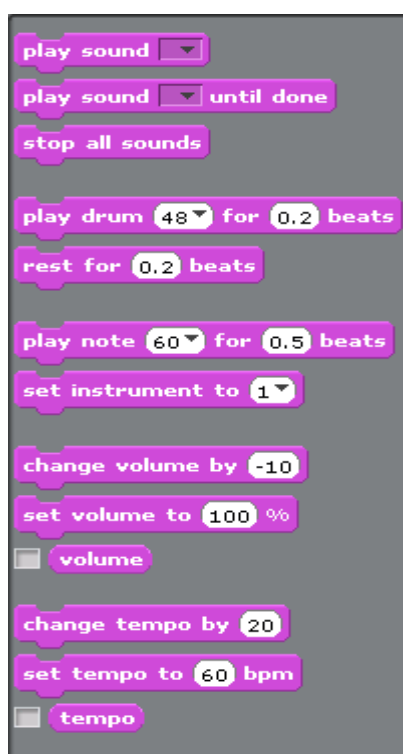 play sound
play sound until done
stop all sounds
play drum 48 for 0.2 beats
rest for 0.2 beats
play note 60 for 0.5 beats
set instrument to 1
change volume by -10
set volume to 100 %
volume
change tempo by 20
set tempo to 60 bpm
tempo